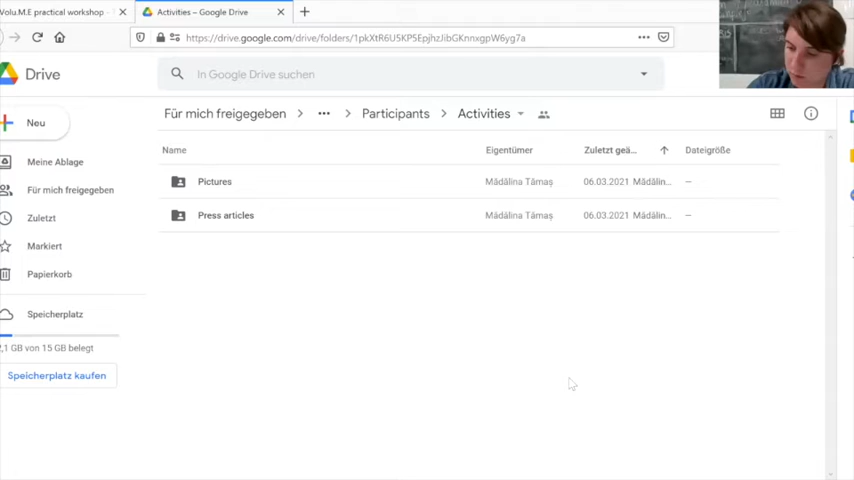 Volu.M.E practical workshop -
Activities – Google Drive
https://drive.google.com/drive/folders/1pkXtR6U5KP5EpjhzJibGKnnxgpW6yg7a
Drive
In Google Drive suchen
Neu
Für mich freigegeben
Participants
Activities
Meine Ablage
Für mich freigegeben
Zuletzt
Markiert
Papierkorb
Speicherplatz
2,1 GB von 15 GB belegt
Speicherplatz kaufen
Name Eigentümer Zuletzt geä... Dateigröße
Pictures Mădălina Tămaș 06.03.2021 Mădălin... –
Press articles Mădălina Tămaș 06.03.2021 Mădălin... –